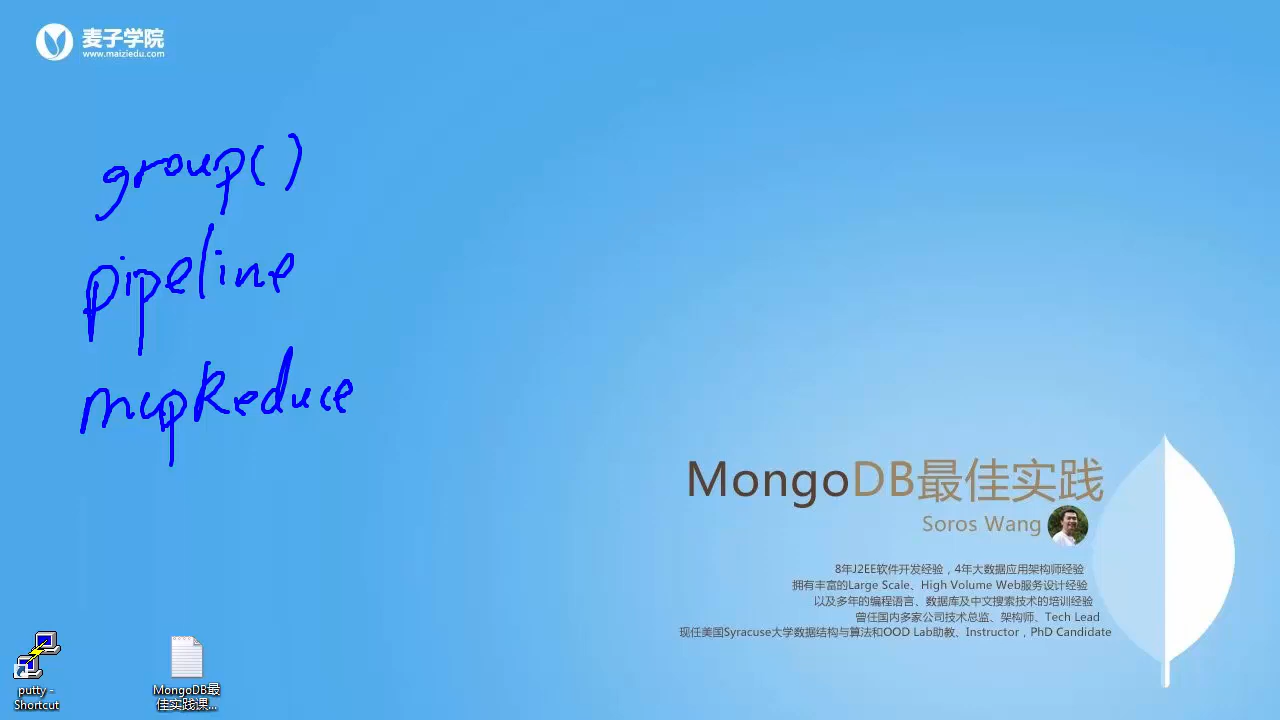 麦子学院
www.maiziedu.com
group()
pipeline
mapReduce
MongoDB最佳实践
Soros Wang
8年J2EE软件开发经验，4年大数据应用架构师经验
拥有丰富的Large Scale、High Volume Web服务设计经验
以及多年的编程语言、数据库及中文搜索技术的培训经验
曾任国内多家公司技术总监、架构师、Tech Lead
现任美国Syracuse大学数据结构与算法和OOD Lab助教、Instructor，PhD Candidate
putty -
Shortcut
MongoDB最
佳实践课...